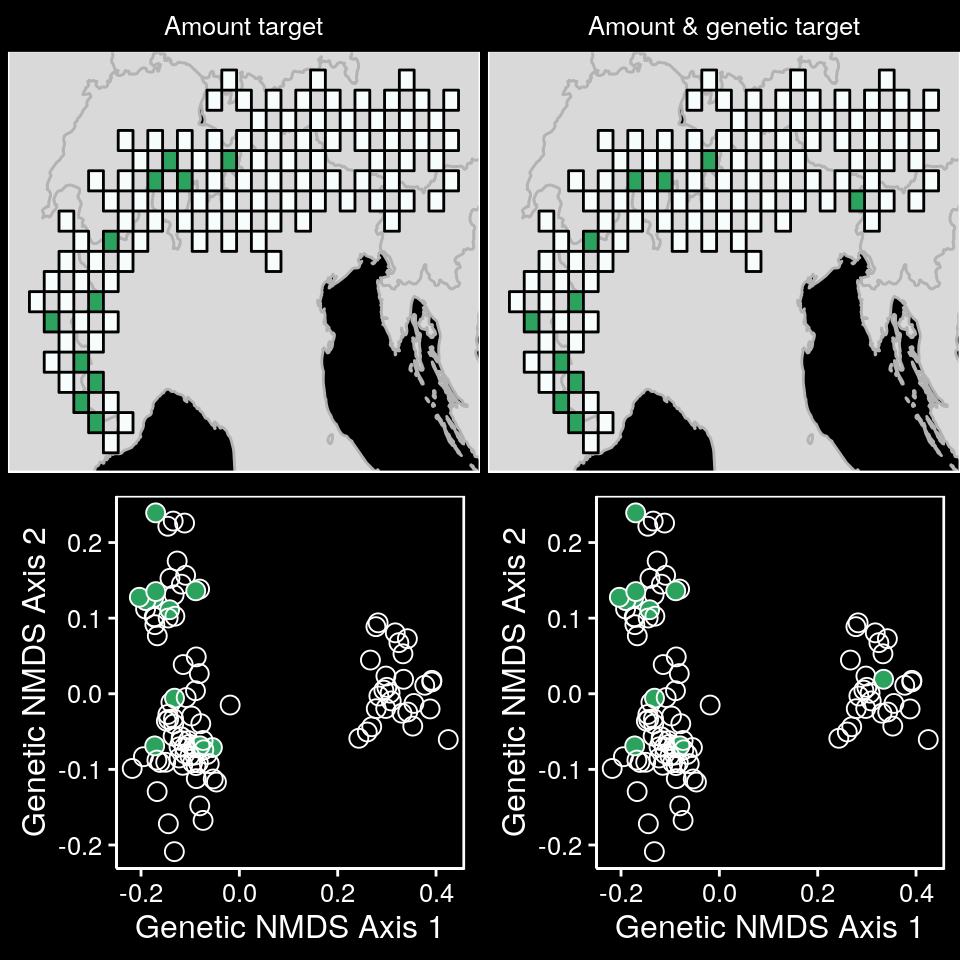 Amount target
Amount & genetic target
Genetic NMDS Axis 2
0.2
0.1
0.0
-0.1
-0.2
-0.2 0.0 0.2 0.4
Genetic NMDS Axis 1
Genetic NMDS Axis 2
0.2
0.1
0.0
-0.1
-0.2
-0.2 0.0 0.2 0.4
Genetic NMDS Axis 1